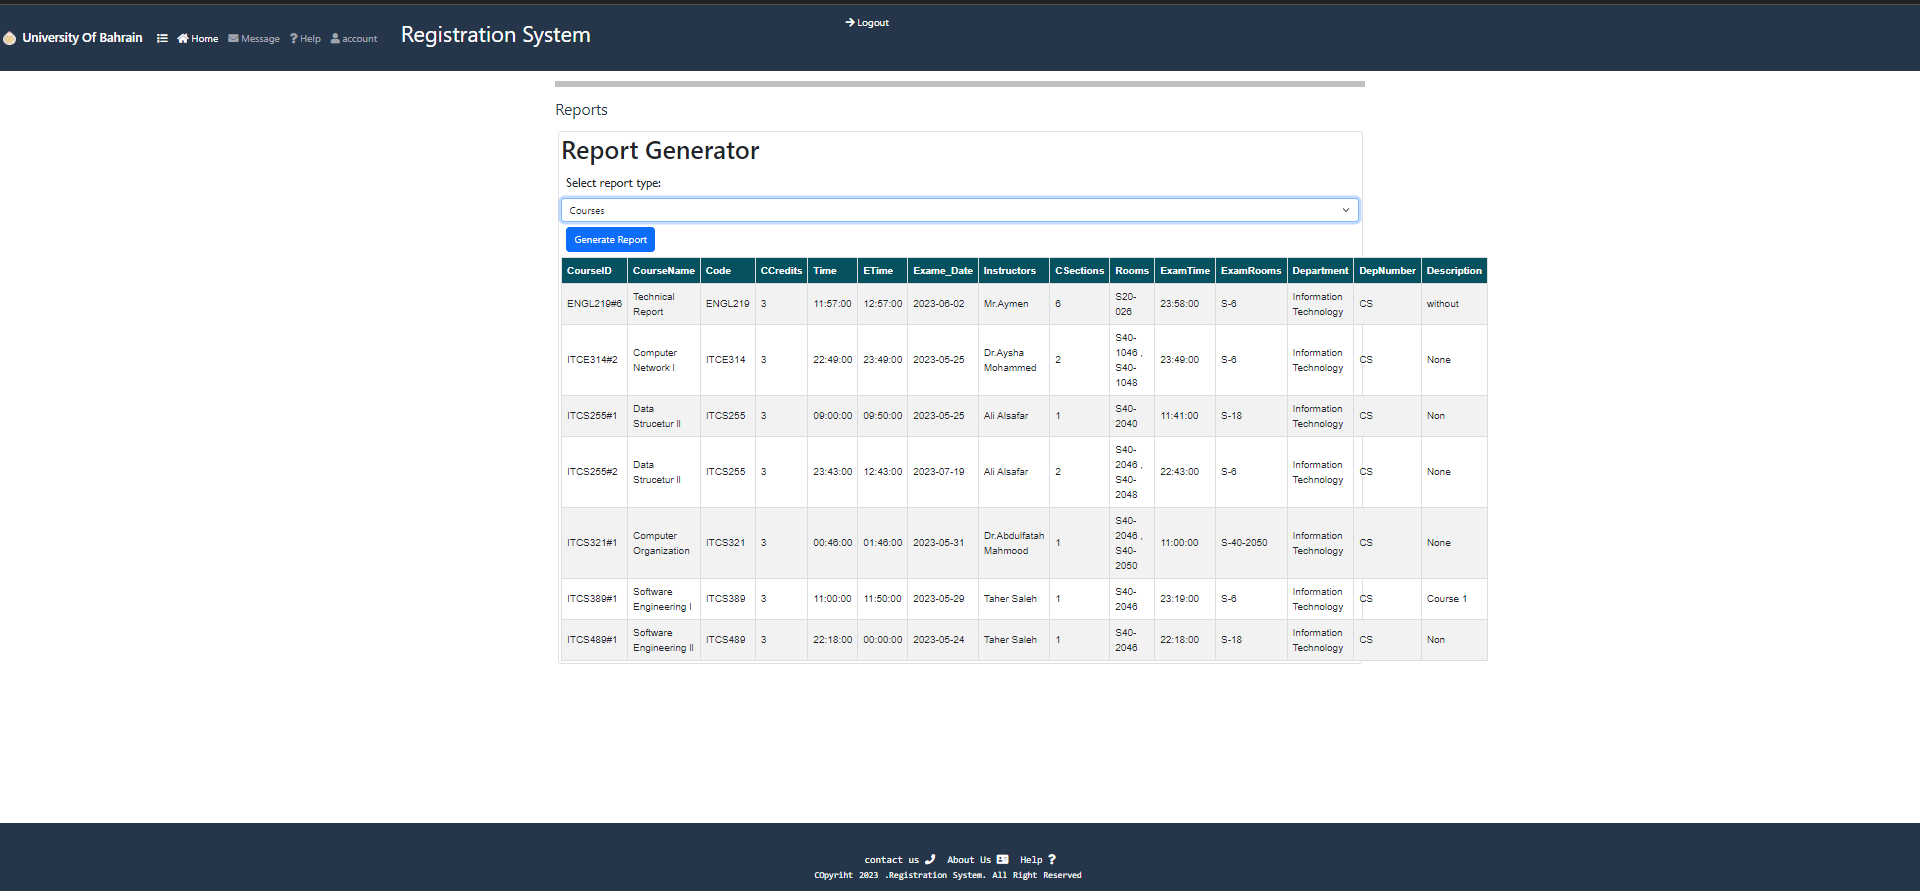 University Of Bahrain Home Message Help account Registration System Logout
Reports
Report Generator
Select report type:
Courses
Generate Report
CourseID CourseName Code CCredits Time ETime Exame_Date Instructors CSections Rooms ExamTime ExamRooms Department DepNumber Description
ENGL219#6 Technical Report ENGL219 3 11:57:00 12:57:00 2023-06-02 Mr.Aymen 6 S20-026 23:58:00 S-6 Information Technology CS without
ITCE314#2 Computer Network I ITCE314 3 22:49:00 23:49:00 2023-05-25 Dr.Aysha Mohammed 2 S40-1046 , S40-1048 23:49:00 S-6 Information Technology CS None
ITCS255#1 Data Strucetur II ITCS255 3 09:00:00 09:50:00 2023-05-25 Ali Alsafar 1 S40-2040 11:41:00 S-18 Information Technology CS Non
ITCS255#2 Data Strucetur II ITCS255 3 23:43:00 12:43:00 2023-07-19 Ali Alsafar 2 S40-2046 , S40-2048 22:43:00 S-6 Information Technology CS None
ITCS321#1 Computer Organization ITCS321 3 00:46:00 01:46:00 2023-05-31 Dr.Abdulfatah Mahmood 1 S40-2046 , S40-2050 11:00:00 S-40-2050 Information Technology CS None
ITCS389#1 Software Engineering I ITCS389 3 11:00:00 11:50:00 2023-05-29 Taher Saleh 1 S40-2046 23:19:00 S-6 Information Technology CS Course 1
ITCS489#1 Software Engineering II ITCS489 3 22:18:00 00:00:00 2023-05-24 Taher Saleh 1 S40-2046 22:18:00 S-18 Information Technology CS Non
contact us About Us Help
COpyriht 2023 .Registration System. All Right Reserved